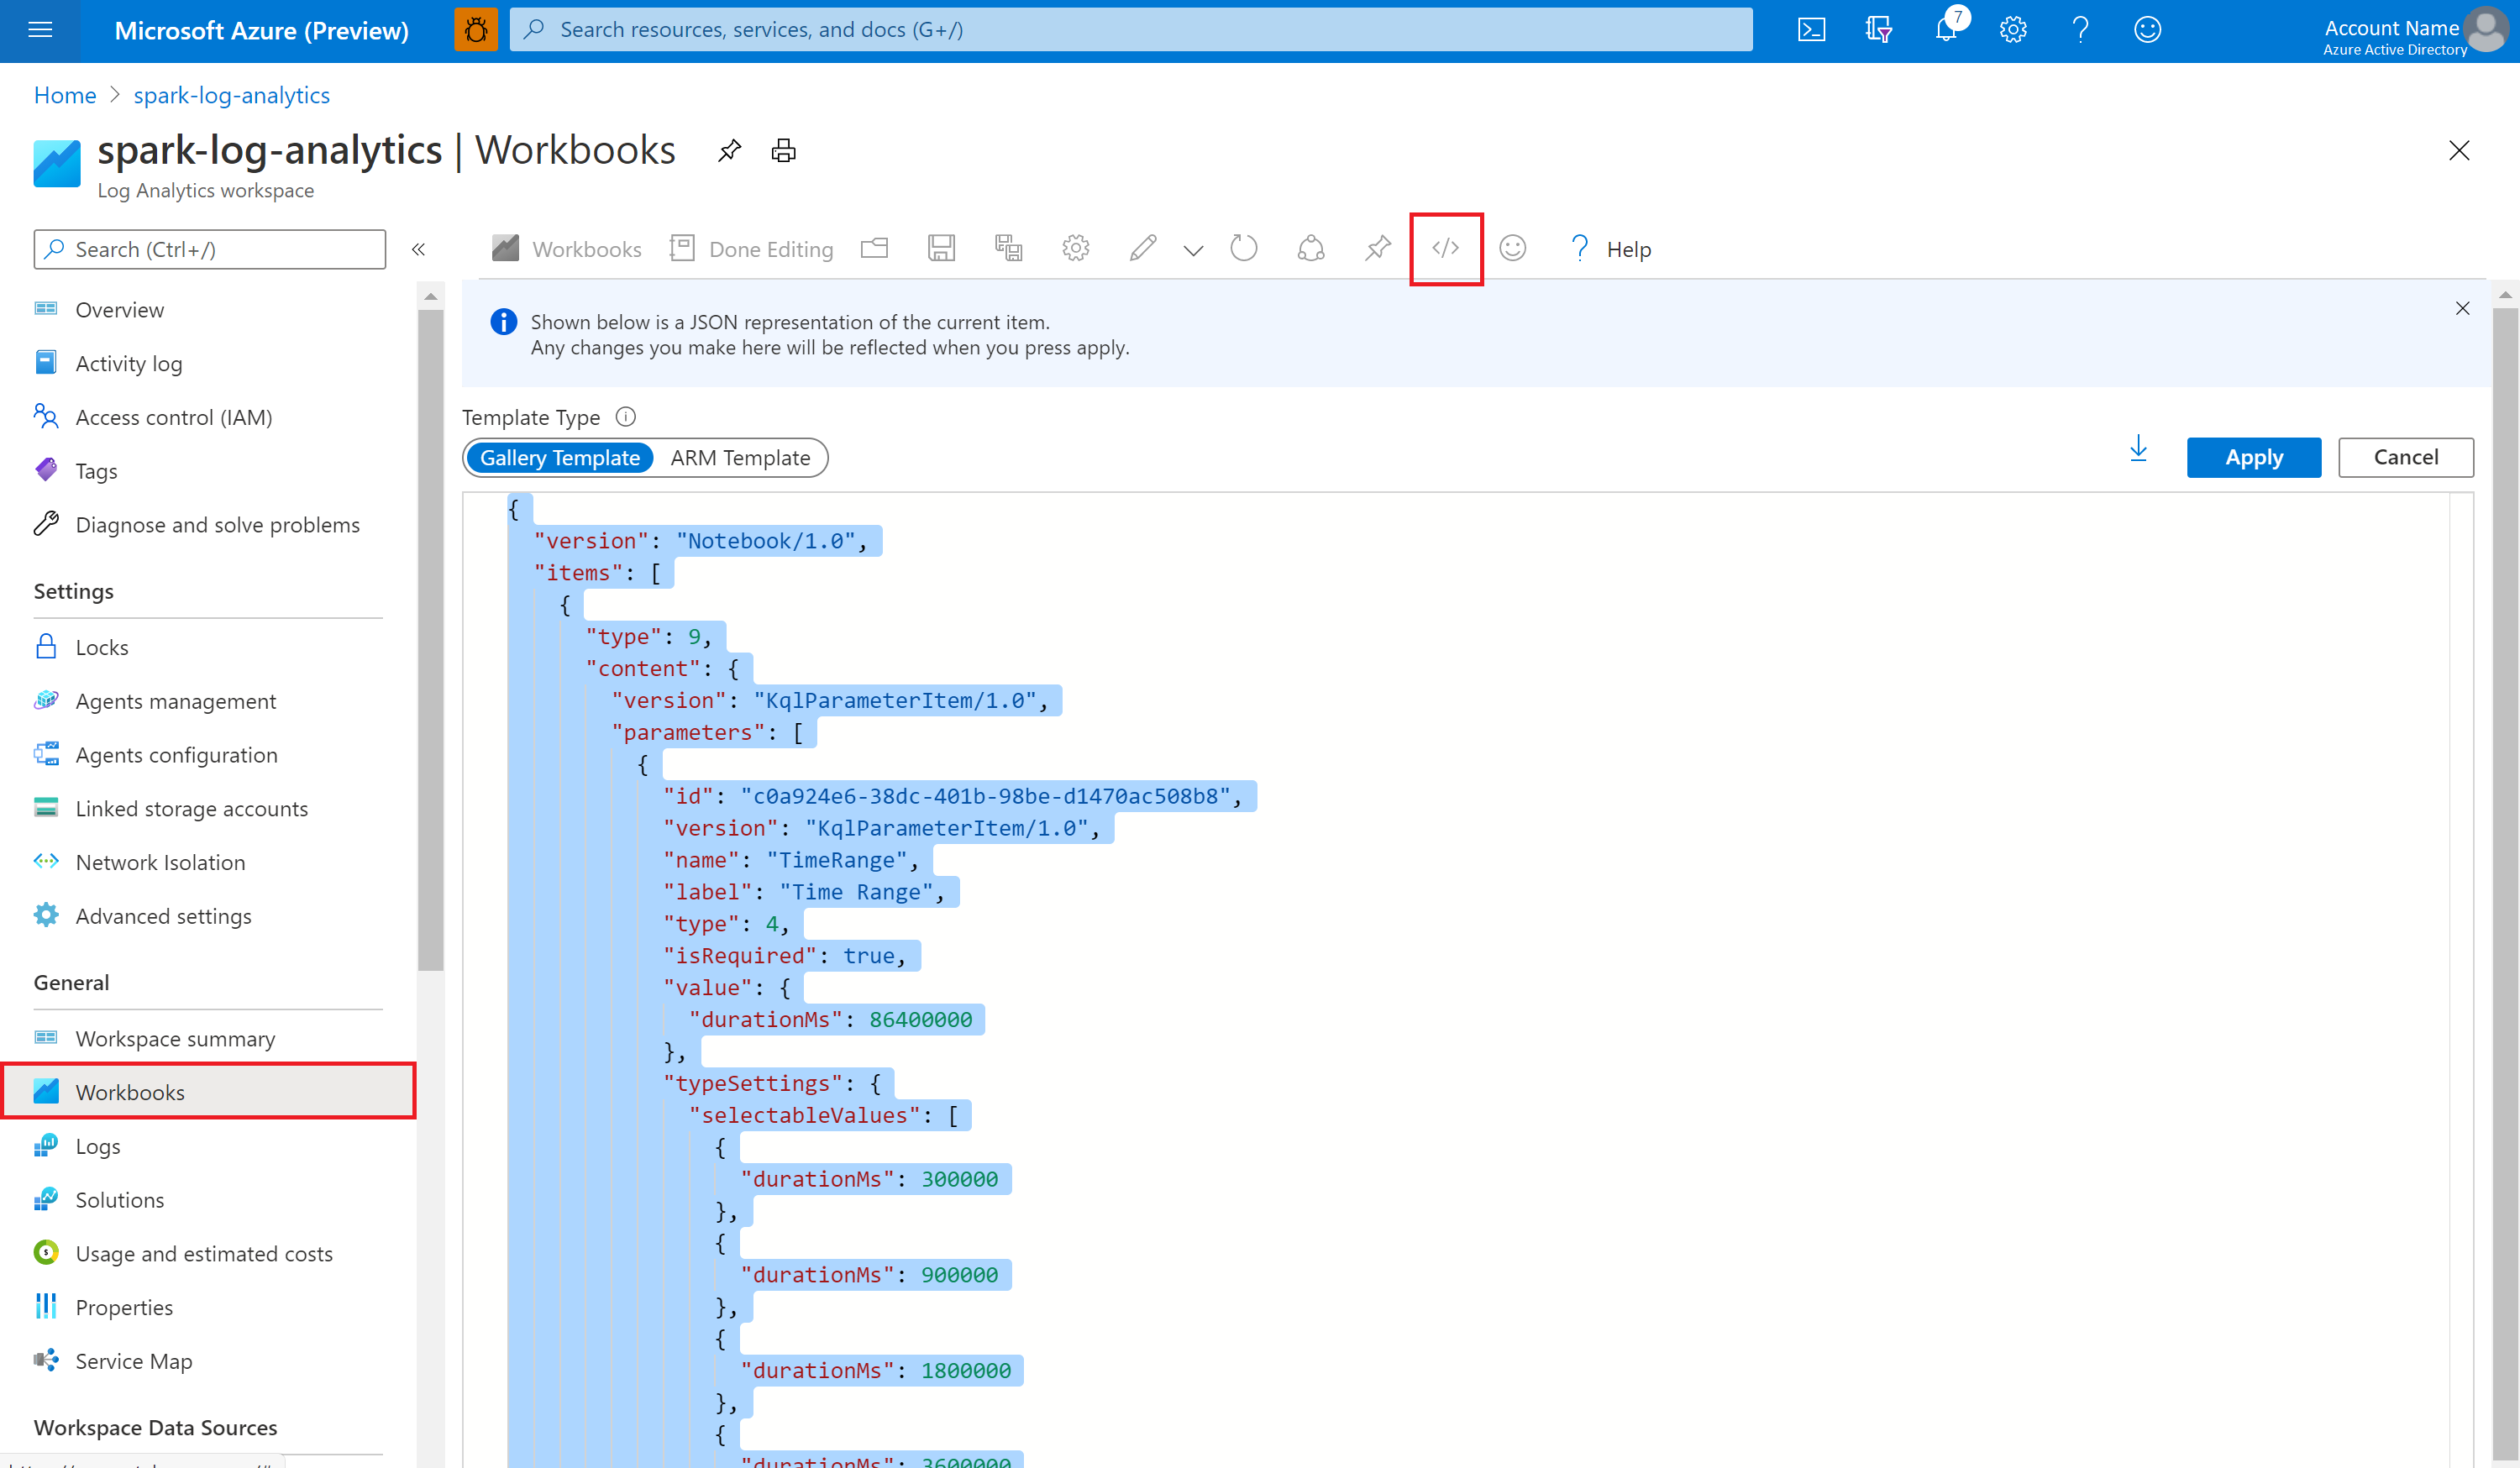 Microsoft Azure (Preview)
Search resources, services, and docs (G+/)
7
Account Name
Azure Active Directory
Home > spark-log-analytics
spark-log-analytics | Workbooks
Log Analytics workspace
Search (Ctrl+/)
«
Workbooks
Done Editing
</>
? Help
Overview
Activity log
Access control (IAM)
Tags
Diagnose and solve problems
Settings
Locks
Agents management
Agents configuration
Linked storage accounts
Network Isolation
Advanced settings
General
Workspace summary
Workbooks
Logs
Solutions
Usage and estimated costs
Properties
Service Map
Workspace Data Sources
Shown below is a JSON representation of the current item.
Any changes you make here will be reflected when you press apply.
Template Type
Gallery Template
ARM Template
Apply
Cancel
{
"version": "Notebook/1.0",
"items": [
{
"type": 9,
"content": {
"version": "KqlParameterItem/1.0",
"parameters": [
{
"id": "c0a924e6-38dc-401b-98be-d1470ac508b8",
"version": "KqlParameterItem/1.0",
"name": "TimeRange",
"label": "Time Range",
"type": 4,
"isRequired": true,
"value": {
"durationMs": 86400000
},
"typeSettings": {
"selectableValues": [
{
"durationMs": 300000
},
{
"durationMs": 900000
},
{
"durationMs": 1800000
},
{
"durationMs": 3600000